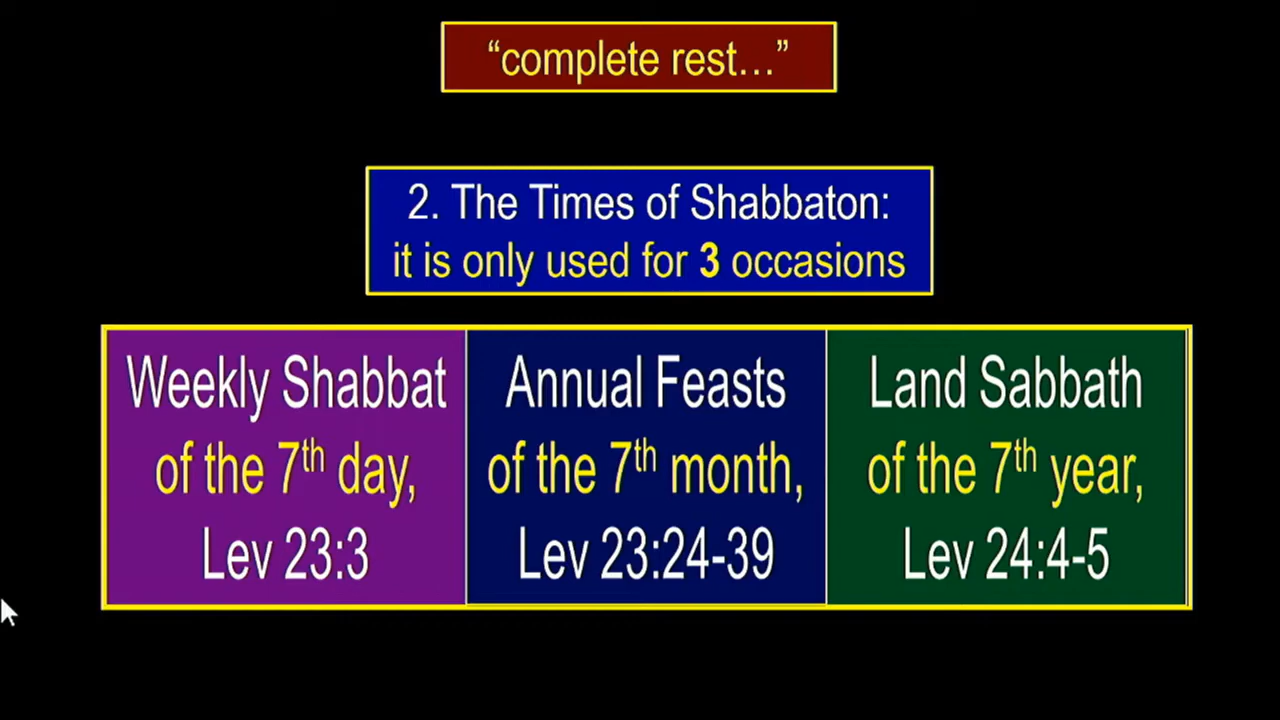 “complete rest…”
2. The Times of Shabbaton:
it is only used for 3 occasions
Weekly Shabbat
of the 7th day,
Lev 23:3
Annual Feasts
of the 7th month,
Lev 23:24-39
Land Sabbath
of the 7th year,
Lev 24:4-5